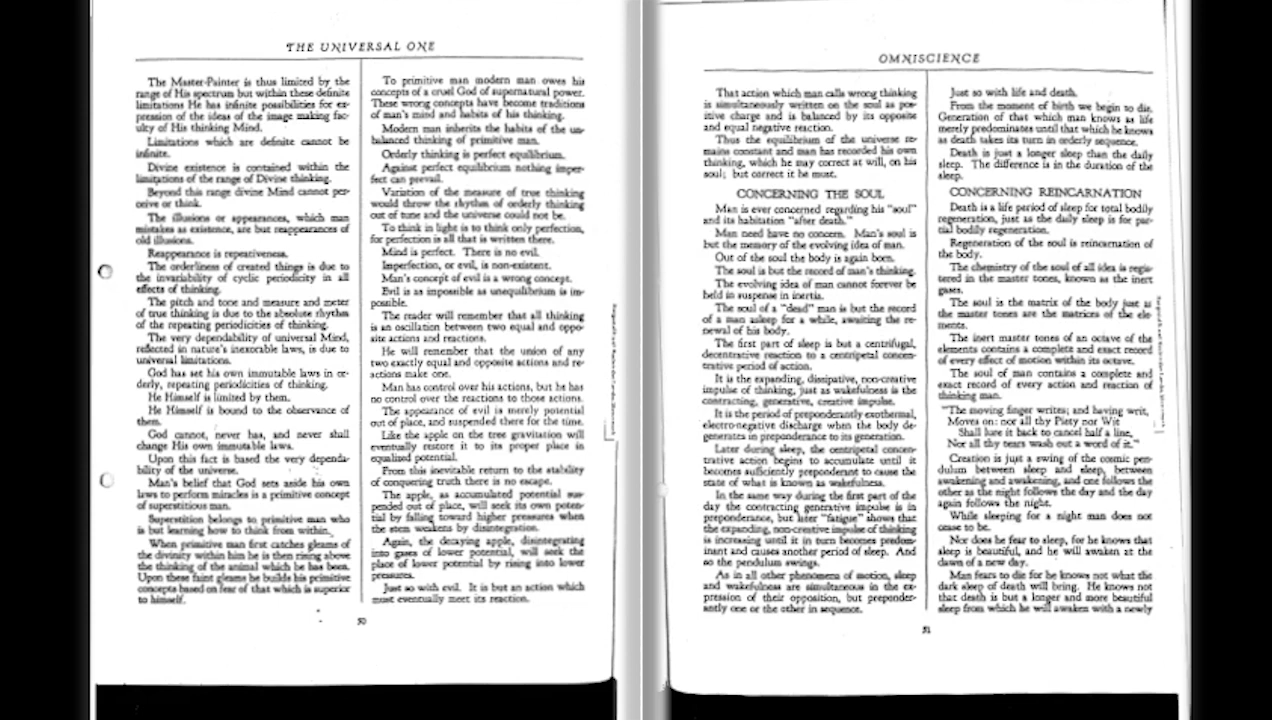 THE UNIVERSAL ONE
The Master-Painter is thus limited by the
range of His spectrum but within these definite
limitations He has infinite possibilities for ex-
pression of the ideas of the image making fac-
ulty of His thinking Mind.
Limitations which are definite cannot be
infinite.
Divine existence is contained within the
limitations of the range of Divine thinking.
Beyond this range divine Mind cannot per-
ceive or think.
The illusions or appearances, which man
mistakes as existence, are but reappearances of
old illusions.
Reappearance is repetitiveness.
The orderliness of created things is due to
the invariability of cyclic periodicity in all
effects of thinking.
The pitch and tone and measure and meter
of true thinking is due to the absolute rhythm
of the repeating periodicities of thinking.
The very dependability of universal Mind,
reflected in nature's inexorable laws, is due to
universal limitations.
God has set his own immutable laws in or-
derly, repeating periodicities of thinking.
He Himself is limited by them.
He Himself is bound to the observance of
them.
God cannot, never has, and never shall
change His own immutable laws.
Upon this fact is based the very dependa-
bility of the universe.
Man's belief that God sets aside his own
laws to perform miracles is a primitive concept
of superstitious man.
Superstition belongs to primitive man who
is but learning how to think from within.
When primitive man first catches gleams of
the divinity within him he is then rising above
the thinking of the animal which he has been.
Upon these faint gleams he builds his primitive
concepts based on fear of that which is superior
to himself.
To primitive man modern man owes his
concepts of a cruel God of supernatural power.
These wrong concepts have become traditions
of man's mind and habits of his thinking.
Modern man inherits the habits of the un-
balanced thinking of primitive man.
Orderly thinking is perfect equilibrium.
Against perfect equilibrium nothing imper-
fect can prevail.
Variation of the measure of true thinking
would throw the rhythm of orderly thinking
out of tune and the universe could not be.
To think in light is to think only perfection,
for perfection is all that is written there.
Mind is perfect. There is no evil.
Imperfection, or evil, is non-existent.
Man's concept of evil is a wrong concept.
Evil is as impossible as unequilibrium is im-
possible.
The reader will remember that all thinking
is an oscillation between two equal and oppo-
site actions and reactions.
He will remember that the union of any
two exactly equal and opposite actions and re-
actions make one.
Man has control over his actions, but he has
no control over the reactions to those actions.
The appearance of evil is merely potential
out of place, and suspended there for the time.
Like the apple on the tree gravitation will
eventually restore it to its proper place in
equalized potential.
From this inevitable return to the stability
of conquering truth there is no escape.
The apple, as accumulated potential sus-
pended out of place, will seek its own poten-
tial by falling toward higher pressures when
the stem weakens by disintegration.
Again, the decaying apple, disintegrating
into gases of lower potential, will seek the
place of lower potential by rising into lower
pressures.
Just so with evil. It is but an action which
must eventually meet its reaction.
50
OMNISCIENCE
That action which man calls wrong thinking
is simultaneously written on the soul as pos-
itive charge and is balanced by its opposite
and equal negative reaction.
Thus the equilibrium of the universe re-
mains constant and man has recorded his own
thinking, which he may correct at will, on his
soul; but correct it he must.
CONCERNING THE SOUL
Man is ever concerned regarding his "soul"
and its habitation "after death."
Man need have no concern. Man's soul is
but the memory of the evolving idea of man.
Out of the soul the body is again born.
The soul is but the record of man's thinking.
The evolving idea of man cannot forever be
held in suspense in inertia.
The soul of a "dead" man is but the record
of a man asleep for a while, awaiting the re-
newal of his body.
The first part of sleep is but a centrifugal,
decentrative reaction to a centripetal concen-
trative period of action.
It is the expanding, dissipative, non-creative
impulse of thinking, just as wakefulness is the
contracting, generative, creative impulse.
It is the period of preponderantly exothermal,
electro-negative discharge when the body de-
generates in preponderance to its generation.
Later during sleep, the centripetal concen-
trative action begins to accumulate until it
becomes sufficiently preponderant to cause the
state of what is known as wakefulness.
In the same way during the first part of the
day the contracting generative impulse is in
preponderance, but later "fatigue" shows that
the expanding, non-creative impulse of thinking
is increasing until it in turn becomes predom-
inant and causes another period of sleep. And
so the pendulum swings.
As in all other phenomena of motion, sleep
and wakefulness are simultaneous in the ex-
pression of their opposition, but preponder-
antly one or the other in sequence.
Just so with life and death.
From the moment of birth we begin to die.
Generation of that which man knows as life
merely predominates until that which he knows
as death takes its turn in orderly sequence.
Death is just a longer sleep than the daily
sleep. The difference is in the duration of the
sleep.
CONCERNING REINCARNATION
Death is a life period of sleep for total bodily
regeneration, just as the daily sleep is for par-
tial bodily regeneration.
Regeneration of the soul is reincarnation of
the body.
The chemistry of the soul of all idea is regis-
tered in the master tones, known as the inert
gases.
The soul is the matrix of the body just as
the master tones are the matrices of the ele-
ments.
The inert master tones of an octave of the
elements contains a complete and exact record
of every effect of motion within its octave.
The soul of man contains a complete and
exact record of every action and reaction of
thinking man.
"The moving finger writes; and having writ,
Moves on: nor all thy Piety nor Wit
Shall lure it back to cancel half a line,
Nor all thy tears wash out a word of it."
Creation is just a swing of the cosmic pen-
dulum between sleep and sleep, between
awakening and awakening, and one follows the
other as the night follows the day and the day
again follows the night.
While sleeping for a night man does not
cease to be.
Nor does he fear to sleep, for he knows that
sleep is beautiful, and he will awaken at the
dawn of a new day.
Man fears to die for he knows not what the
dark sleep of death will bring. He knows not
that death is but a longer and more beautiful
sleep from which he will awaken with a newly
51